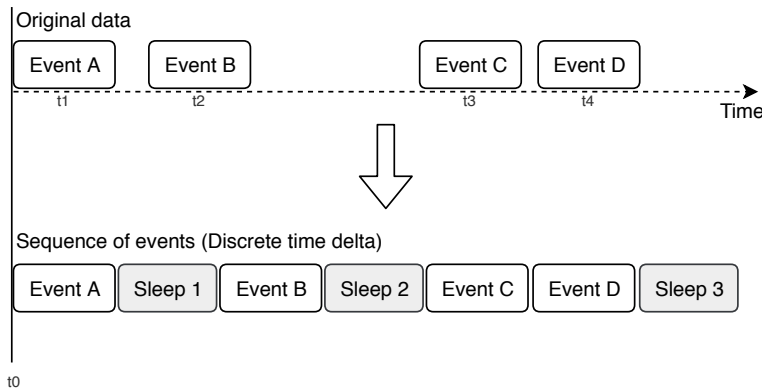 Original data
Event A Event B Event C Event D
t1 t2 t3 t4
Time
Sequence of events (Discrete time delta)
Event A Sleep 1 Event B Sleep 2 Event C Event D Sleep 3
t0